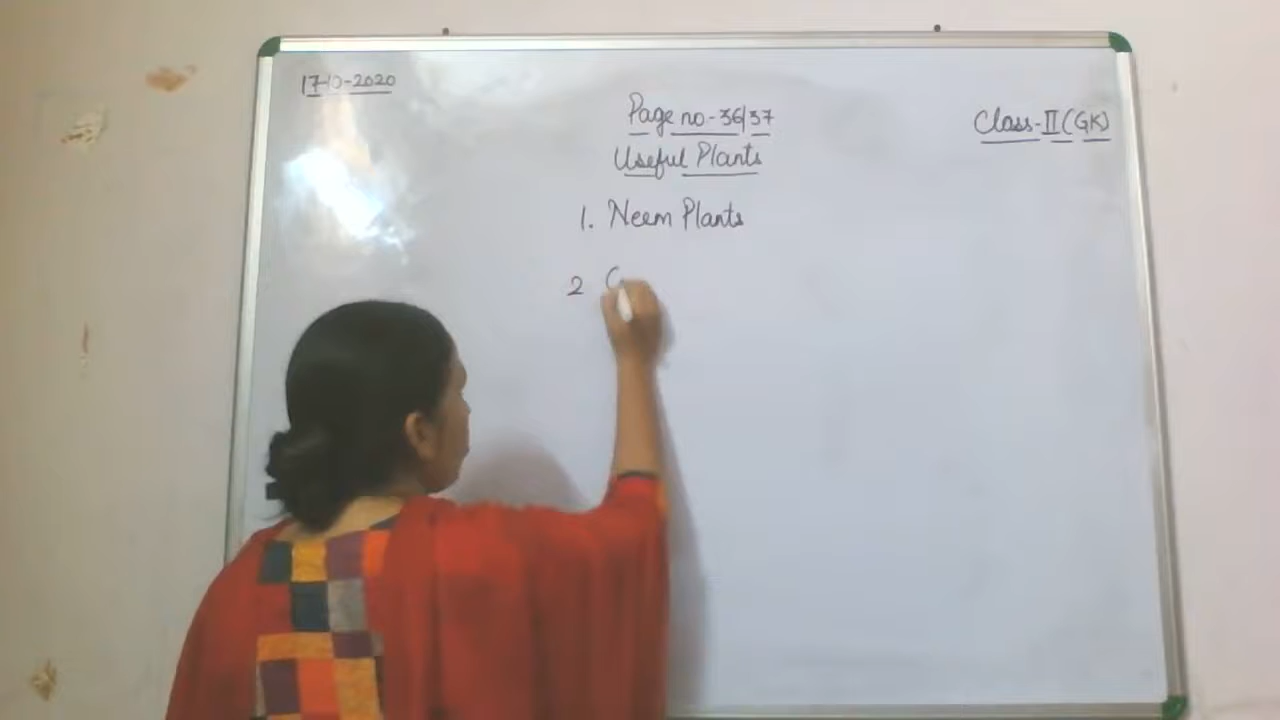 17-10-2020
Page no-36/37
Class-II (GK)
Useful Plants
1. Neem Plants
2 C